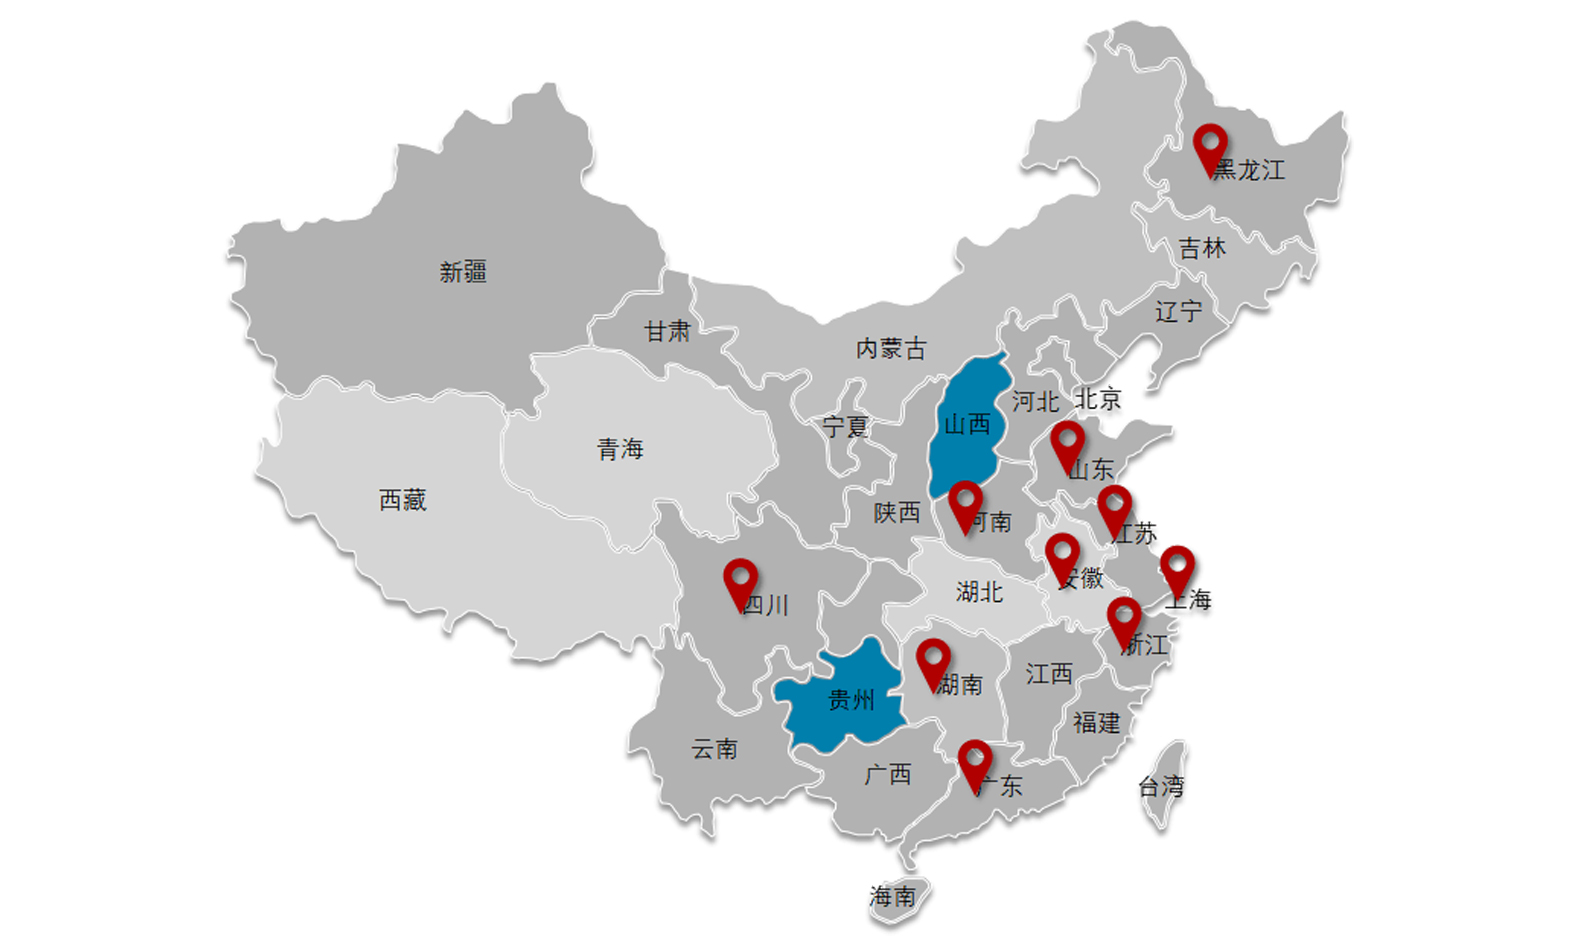 黑龙江
吉林
新疆
辽宁
甘肃
内蒙古
北京
河北
山西
宁夏
青海
山东
西藏
陕西
河南
江苏
安徽
湖北
上海
四川
浙江
江西
湖南
贵州
福建
云南
广西
广东
台湾
海南